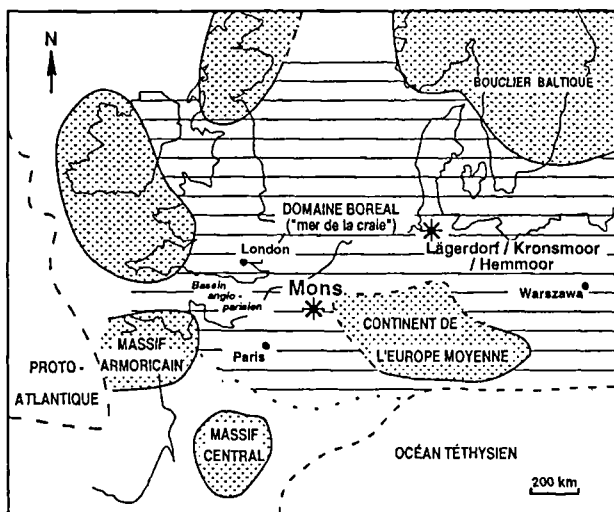 N
BOUCLIER BALTIQUE
DOMAINE BOREAL
("mer de la craie")
London
Lägerdorf / Kronsmoor
/ Hemmoor
Bassin
anglo-
parisien
Mons
Warszawa
MASSIF
ARMORICAIN
Paris
CONTINENT DE
L'EUROPE MOYENNE
PROTO-
ATLANTIQUE
MASSIF
CENTRAL
OCÉAN TÉTHYSIEN
200 km